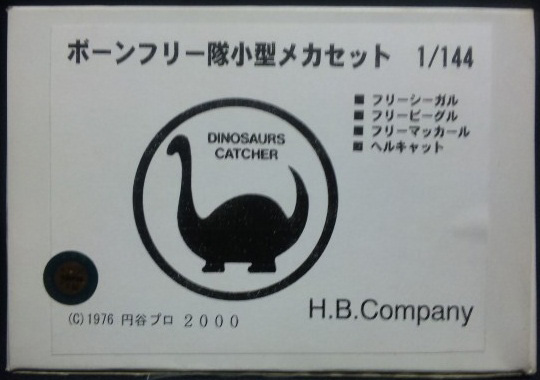 ボーンフリー隊小型メカセット 1/144
■ フリーシーガル
■ フリービーグル
■ フリーマッカール
■ ヘルキャット
DINOSAURS
CATCHER
H.B.Company
(C)1976 円谷プロ 2000